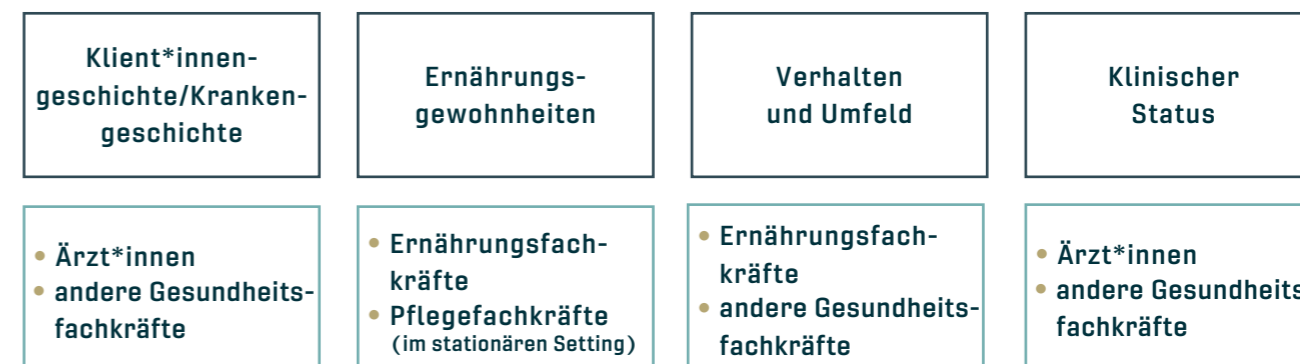 Klient*innen-
geschichte/Kranken-
geschichte
Ernährungs-
gewohnheiten
Verhalten
und Umfeld
Klinischer
Status
• Ärzt*innen
• andere Gesundheits-
fachkräfte
• Ernährungsfach-
kräfte
• Pflegefachkräfte
(im stationären Setting)
• Ernährungsfach-
kräfte
• andere Gesundheits-
fachkräfte
• Ärzt*innen
• andere Gesundheits
fachkräfte